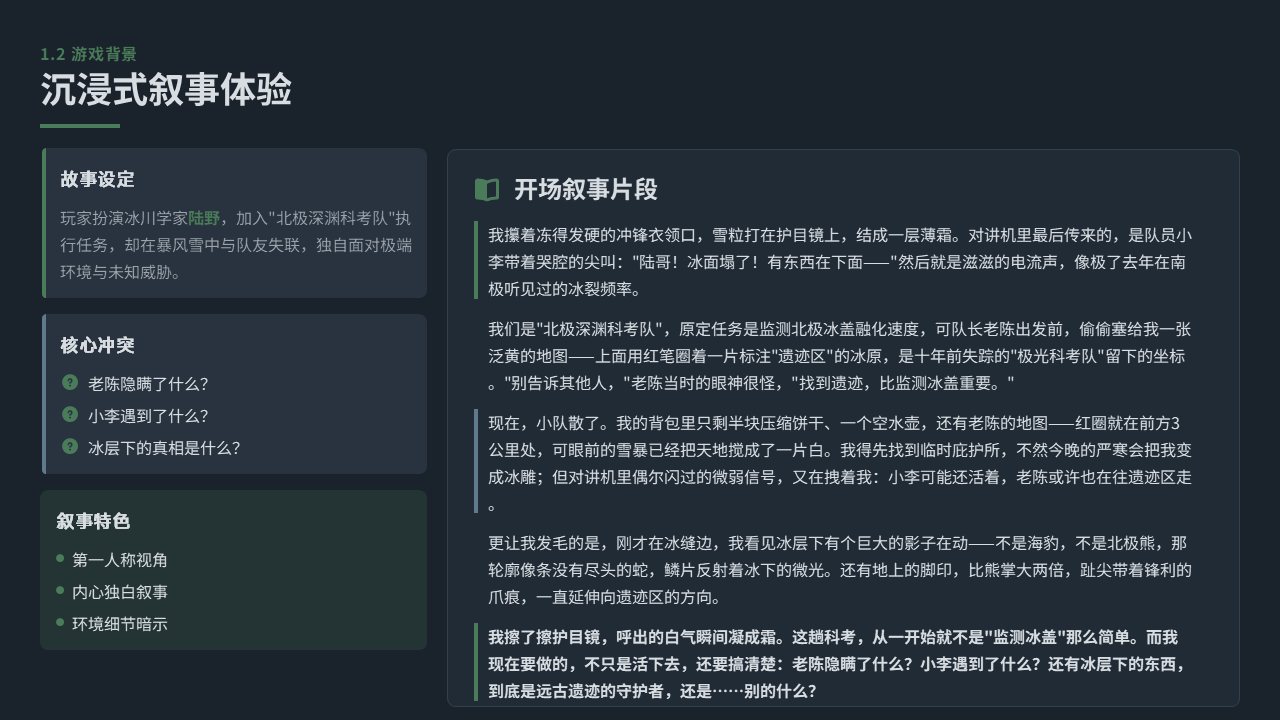 1.2 游戏背景
沉浸式叙事体验
故事设定
玩家扮演冰川学家陆野，加入"北极深渊科考队"执
行任务，却在暴风雪中与队友失联，独自面对极端
环境与未知威胁。
核心冲突
老陈隐瞒了什么？
小李遇到了什么？
冰层下的真相是什么？
叙事特色
第一人称视角
内心独白叙事
环境细节暗示
开场叙事片段
我攥着冻得发硬的冲锋衣领口，雪粒打在护目镜上，结成一层薄霜。对讲机里最后传来的，是队员小
李带着哭腔的尖叫："陆哥！冰面塌了！有东西在下面——"然后就是滋滋的电流声，像极了去年在南
极听见过的冰裂频率。
我们是"北极深渊科考队"，原定任务是监测北极冰盖融化速度，可队长老陈出发前，偷偷塞给我一张
泛黄的地图——上面用红笔圈着一片标注"遗迹区"的冰原，是十年前失踪的"极光科考队"留下的坐标
。"别告诉其他人，"老陈当时的眼神很怪，"找到遗迹，比监测冰盖重要。"
现在，小队散了。我的背包里只剩半块压缩饼干、一个空水壶，还有老陈的地图——红圈就在前方3
公里处，可眼前的雪暴已经把天地搅成了一片白。我得先找到临时庇护所，不然今晚的严寒会把我变
成冰雕；但对讲机里偶尔闪过的微弱信号，又在拽着我：小李可能还活着，老陈或许也在往遗迹区走
。
更让我发毛的是，刚才在冰缝边，我看见冰层下有个巨大的影子在动——不是海豹，不是北极熊，那
轮廓像条没有尽头的蛇，鳞片反射着冰下的微光。还有地上的脚印，比熊掌大两倍，趾尖带着锋利的
爪痕，一直延伸向遗迹区的方向。
我擦了擦护目镜，呼出的白气瞬间凝成霜。这趟科考，从一开始就不是"监测冰盖"那么简单。而我
现在要做的，不只是活下去，还要搞清楚：老陈隐瞒了什么？小李遇到了什么？还有冰层下的东西，
到底是远古遗迹的守护者，还是……别的什么？